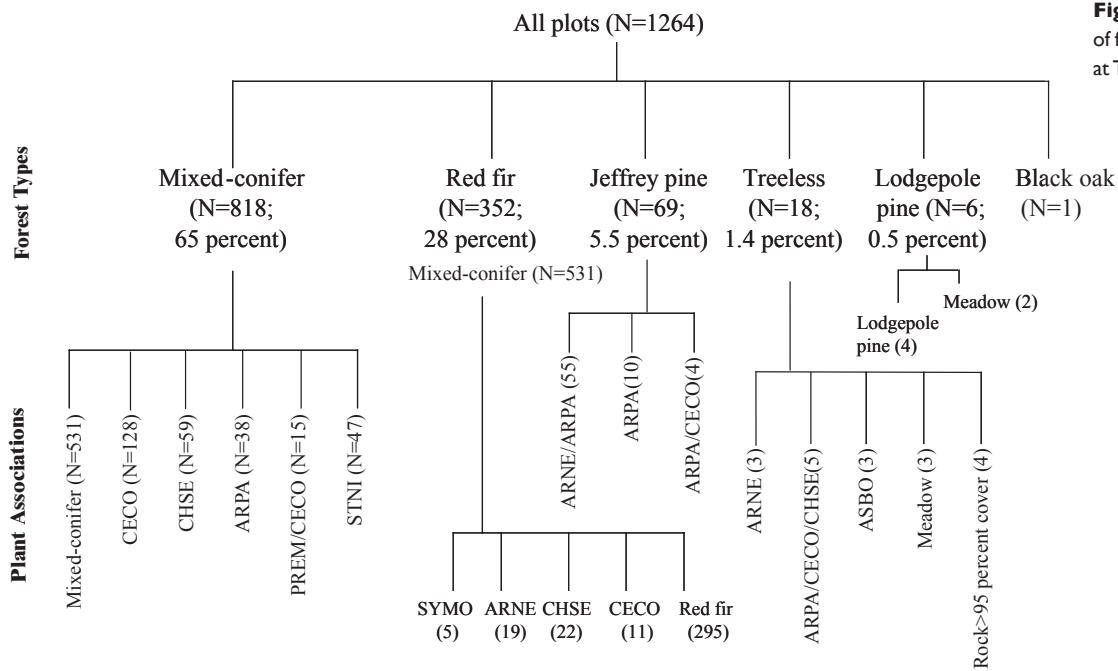 All plots (N=1264)
Fig
of f
at T
Forest Types
Mixed-conifer
(N=818;
65 percent)
Red fir
(N=352;
28 percent)
Jeffrey pine
(N=69;
5.5 percent)
Treeless
(N=18;
1.4 percent)
Lodgepole
pine (N=6;
0.5 percent)
Black oak
(N=1)
Mixed-conifer (N=531)
Meadow (2)
Lodgepole
pine (4)
Plant Associations
Mixed-conifer (N=531)
CECO (N=128)
CHSE (N=59)
ARPA (N=38)
PREM/CECO (N=15)
STNI (N=47)
ARNE/ARPA (55)
ARPA(10)
ARPA/CECO(4)
ARNE (3)
ARPA/CECO/CHSE(5)
ASBO (3)
Meadow (3)
Rock>95 percent cover (4)
SYMO
(5)
ARNE
(19)
CHSE
(22)
CECO
(11)
Red fir
(295)